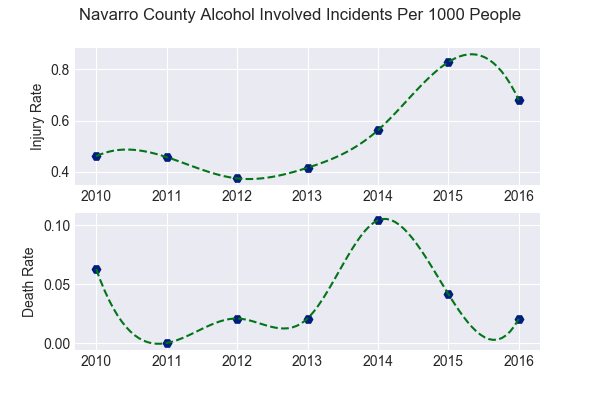 Navarro County Alcohol Involved Incidents Per 1000 People
Injury Rate
0.8
0.6
0.4
2010 2011 2012 2013 2014 2015 2016
Death Rate
0.10
0.05
0.00
2010 2011 2012 2013 2014 2015 2016